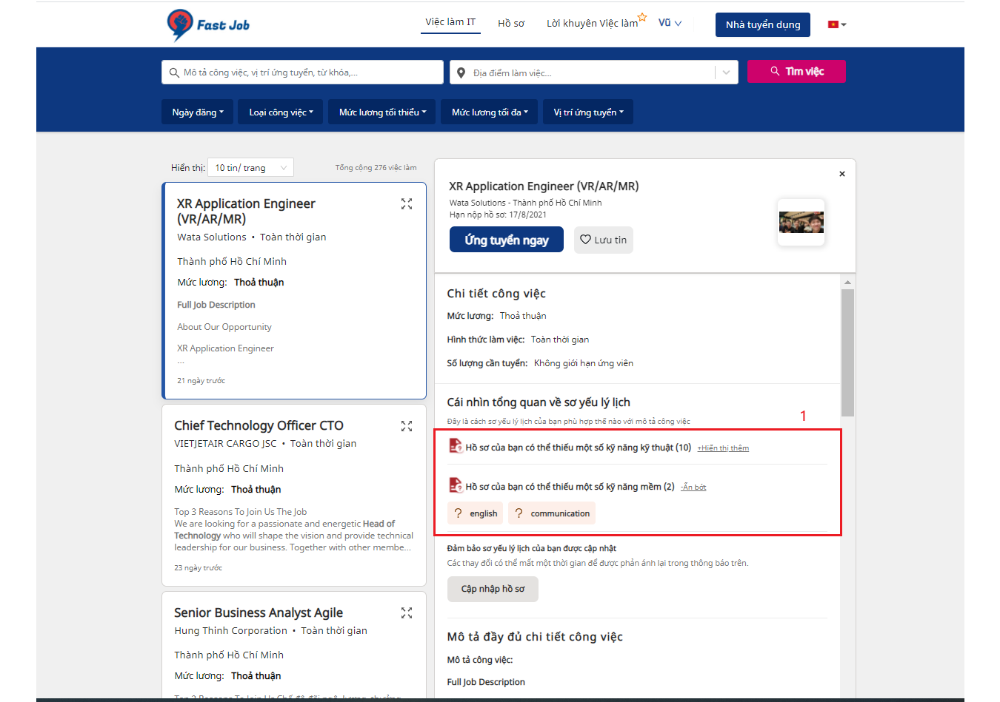 Fast Job
Việc làm IT
Hồ sơ
Lời khuyên Việc làm
Vũ
Nhà tuyển dụng
Mô tả công việc, vị trí ứng tuyển, từ khóa,...
Địa điểm làm việc...
Tìm việc
Ngày đăng
Loại công việc
Mức lương tối thiểu
Mức lương tối đa
Vị trí ứng tuyển
Hiển thị: 10 tin/ trang
Tổng cộng 276 việc làm
XR Application Engineer
(VR/AR/MR)
Wata Solutions • Toàn thời gian
Thành phố Hồ Chí Minh
Mức lương: Thoả thuận
Full Job Description
About Our Opportunity
XR Application Engineer
...
21 ngày trước
Chief Technology Officer CTO
VIETJETAIR CARGO JSC • Toàn thời gian
Thành phố Hồ Chí Minh
Mức lương: Thoả thuận
Top 3 Reasons To Join Us The Job
We are looking for a passionate and energetic Head of
Technology who will shape the vision and provide technical
leadership for our business. Together with other membe...
23 ngày trước
Senior Business Analyst Agile
Hung Thinh Corporation • Toàn thời gian
Thành phố Hồ Chí Minh
Mức lương: Thoả thuận
XR Application Engineer (VR/AR/MR)
Wata Solutions - Thành phố Hồ Chí Minh
Hạn nộp hồ sơ: 17/8/2021
Ứng tuyển ngay
Lưu tin
Chi tiết công việc
Mức lương: Thoả thuận
Hình thức làm việc: Toàn thời gian
Số lượng cần tuyển: Không giới hạn ứng viên
Cái nhìn tổng quan về sơ yếu lý lịch
1
Đây là cách sơ yếu lý lịch của bạn phù hợp thế nào với mô tả công việc
Hồ sơ của bạn có thể thiếu một số kỹ năng kỹ thuật (10) +Hiển thị thêm
Hồ sơ của bạn có thể thiếu một số kỹ năng mềm (2) -Ẩn bớt
? english
? communication
Đảm bảo sơ yếu lý lịch của bạn được cập nhật
Các thay đổi có thể mất một thời gian để được phản ánh lại trong thông báo trên.
Cập nhập hồ sơ
Mô tả đầy đủ chi tiết công việc
Mô tả công việc:
Full Job Description